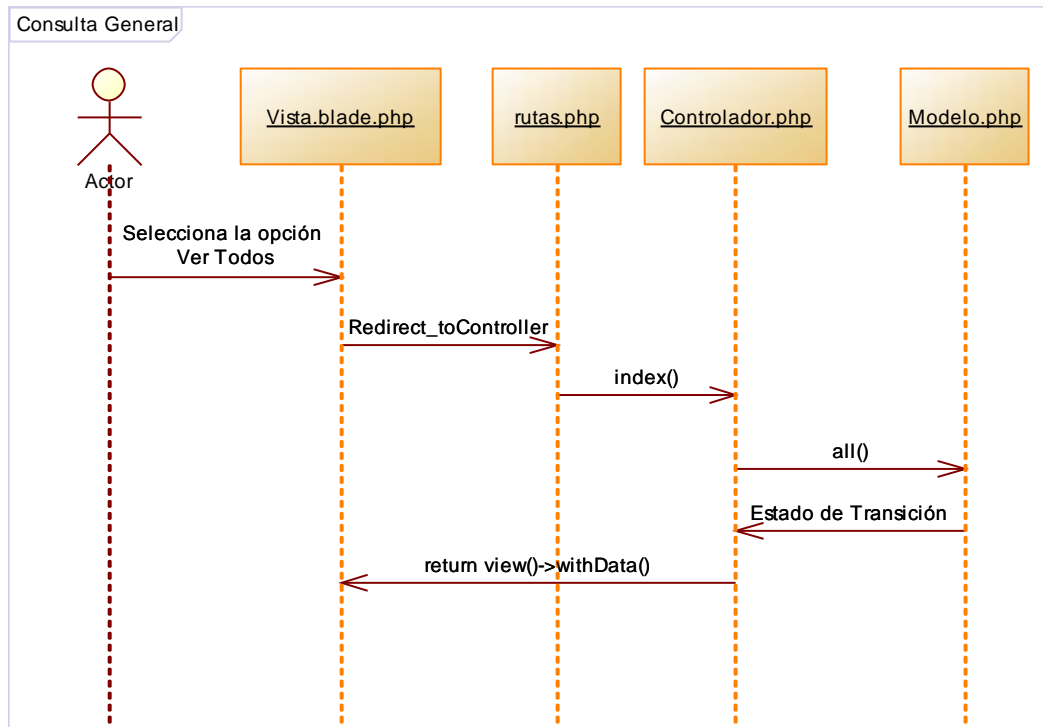 Consulta General
Vista.blade.php
rutas.php
Controlador.php
Modelo.php
Actor
Selecciona la opción
Ver Todos
Redirect_toController
index()
all()
Estado de Transición
return view()->withData()